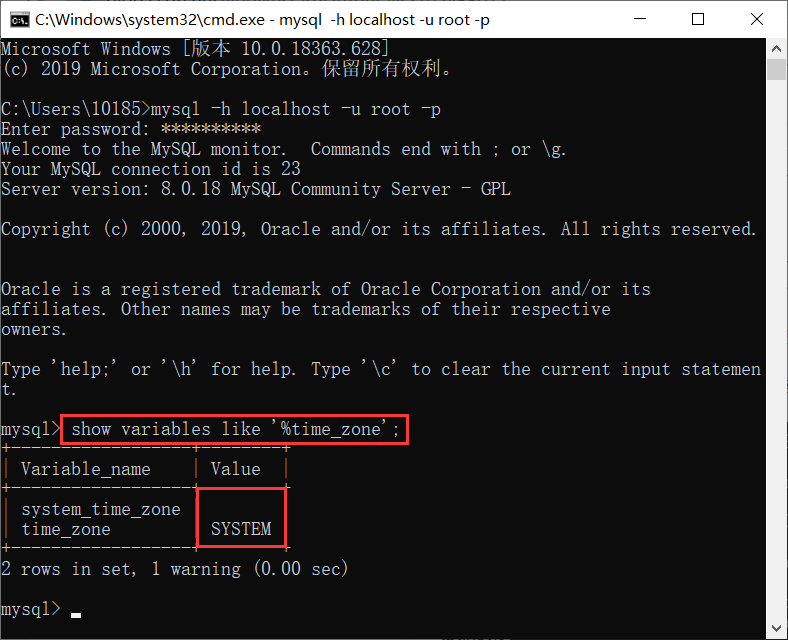 C:\Windows\system32\cmd.exe - mysql -h localhost -u root -p
Microsoft Windows [版本 10.0.18363.628]
(c) 2019 Microsoft Corporation。保留所有权利。
C:\Users\10185>mysql -h localhost -u root -p
Enter password: **********
Welcome to the MySQL monitor.  Commands end with ; or \g.
Your MySQL connection id is 23
Server version: 8.0.18 MySQL Community Server - GPL
Copyright (c) 2000, 2019, Oracle and/or its affiliates. All rights reserved.
Oracle is a registered trademark of Oracle Corporation and/or its
affiliates. Other names may be trademarks of their respective
owners.
Type 'help;' or '\h' for help. Type '\c' to clear the current input statemen
t.
mysql> show variables like '%time_zone';
+------------------+--------+
| Variable_name    | Value  |
+------------------+--------+
| system_time_zone |        |
| time_zone        | SYSTEM |
+------------------+--------+
2 rows in set, 1 warning (0.00 sec)
mysql> _